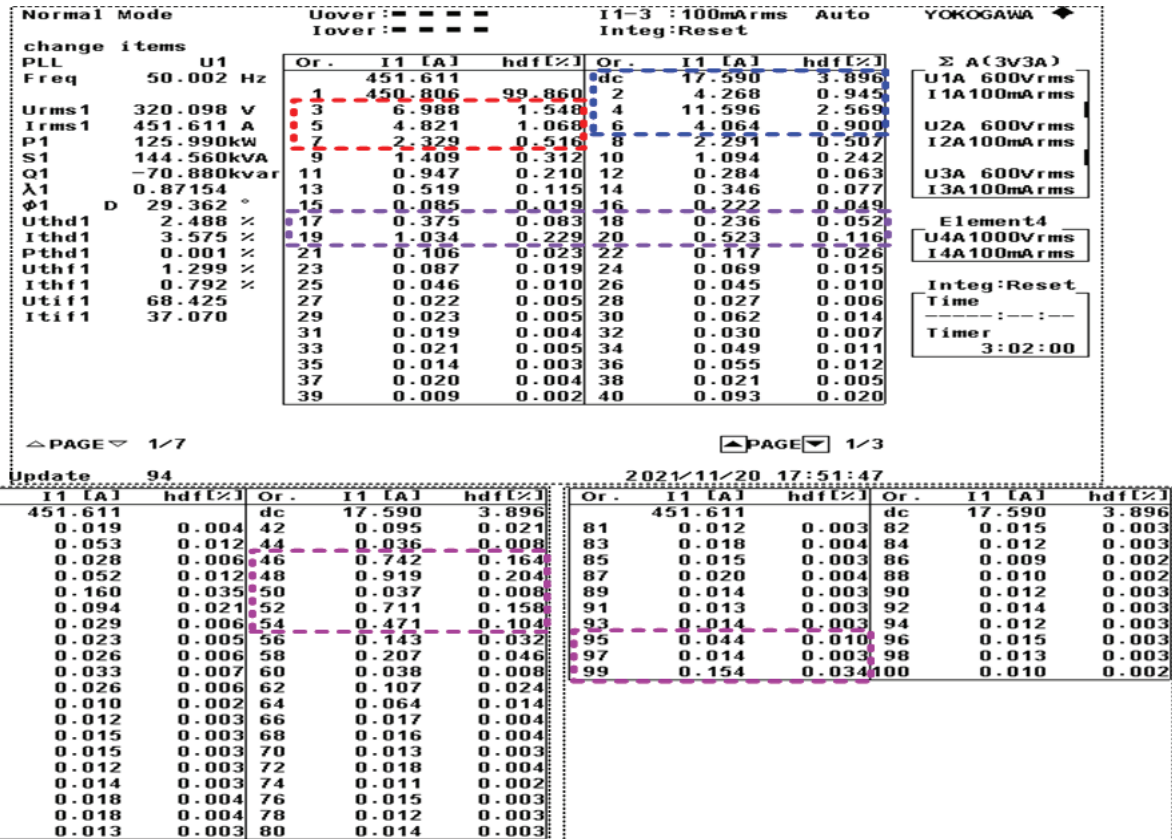 Normal Mode Uover: I1-3 :100mArms Auto YOKOGAWA ◆
Iover: Integ:Reset
change items
PLL U1
Freq 50.002 Hz
Urms1 320.098 V
Irms1 451.611 A
P1 125.990kW
S1 144.560kVA
Q1 -70.880kvar
λ1 0.87154
Φ1 D 29.362 °
Uthd1 2.488 %
Ithd1 3.575 %
Pthd1 0.001 %
Uthf1 1.299 %
Ithf1 0.792 %
Utif1 68.425
Itif1 37.070
Or. I1 [A] hdf[%] Or. I1 [A] hdf[%]
451.611 dc 17.590 3.896
1 450.806 99.860 2 4.268 0.945
3 6.988 1.548 4 11.596 2.569
5 4.821 1.068 6 4.064 0.900
7 2.329 0.516 8 2.291 0.507
9 1.409 0.312 10 1.094 0.242
11 0.947 0.210 12 0.284 0.063
13 0.519 0.115 14 0.346 0.077
15 0.085 0.019 16 0.222 0.049
17 0.375 0.083 18 0.236 0.052
19 1.034 0.229 20 0.523 0.116
21 0.106 0.023 22 0.117 0.026
23 0.087 0.019 24 0.069 0.015
25 0.046 0.010 26 0.045 0.010
27 0.022 0.005 28 0.027 0.006
29 0.023 0.005 30 0.062 0.014
31 0.019 0.004 32 0.030 0.007
33 0.021 0.005 34 0.049 0.011
35 0.014 0.003 36 0.055 0.012
37 0.020 0.004 38 0.021 0.005
39 0.009 0.002 40 0.093 0.020
Σ A(3V3A)
U1A 600Vrms
I1A100mArms
U2A 600Vrms
I2A100mArms
U3A 600Vrms
I3A100mArms
Element4
U4A1000Vrms
I4A100mArms
Integ:Reset
Time
-----:--:--
Timer
3:02:00
△PAGE▽ 1/7 ▲PAGE▼ 1/3
Update 94 2021/11/20 17:51:47
I1 [A] hdf[%] Or. I1 [A] hdf[%]
451.611 dc 17.590 3.896
0.019 0.004 42 0.095 0.021
0.053 0.012 44 0.036 0.008
0.028 0.006 46 0.742 0.164
0.052 0.012 48 0.919 0.204
0.160 0.035 50 0.037 0.008
0.094 0.021 52 0.711 0.158
0.029 0.006 54 0.471 0.104
0.023 0.005 56 0.143 0.032
0.026 0.006 58 0.207 0.046
0.033 0.007 60 0.038 0.008
0.026 0.006 62 0.107 0.024
0.010 0.002 64 0.064 0.014
0.012 0.003 66 0.017 0.004
0.015 0.003 68 0.016 0.004
0.015 0.003 70 0.013 0.003
0.012 0.003 72 0.018 0.004
0.014 0.003 74 0.011 0.002
0.018 0.004 76 0.015 0.003
0.018 0.004 78 0.012 0.003
0.013 0.003 80 0.014 0.003
Or. I1 [A] hdf[%] Or. I1 [A] hdf[%]
451.611 dc 17.590 3.896
81 0.012 0.003 82 0.015 0.003
83 0.018 0.004 84 0.012 0.003
85 0.015 0.003 86 0.009 0.002
87 0.020 0.004 88 0.010 0.002
89 0.014 0.003 90 0.012 0.003
91 0.013 0.003 92 0.014 0.003
93 0.014 0.003 94 0.012 0.003
95 0.044 0.010 96 0.015 0.003
97 0.014 0.003 98 0.013 0.003
99 0.154 0.034 100 0.010 0.002